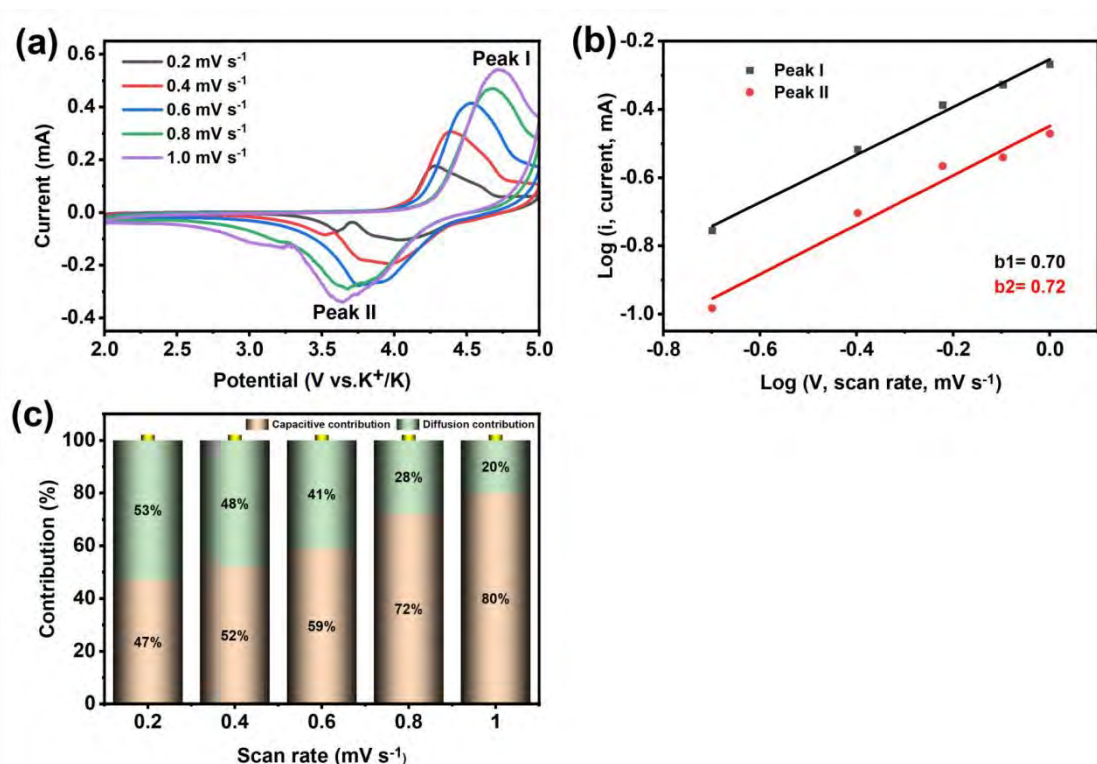 (a)
0.6
0.4
0.2
0.0
-0.2
-0.4
Current (mA)
0.2 mV s⁻¹
0.4 mV s⁻¹
0.6 mV s⁻¹
0.8 mV s⁻¹
1.0 mV s⁻¹
Peak I
Peak II
2.0 2.5 3.0 3.5 4.0 4.5 5.0
Potential (V vs.K⁺/K)
(b)
-0.2
-0.4
-0.6
-0.8
-1.0
Log (i, current, mA)
Peak I
Peak II
b1= 0.70
b2= 0.72
-0.8 -0.6 -0.4 -0.2 0.0
Log (V, scan rate, mV s⁻¹)
(c)
Capacitive contribution Diffusion contribution
100
80
60
40
20
0
Contribution (%)
53% 48% 41% 28% 20%
47% 52% 59% 72% 80%
0.2 0.4 0.6 0.8 1
Scan rate (mV s⁻¹)